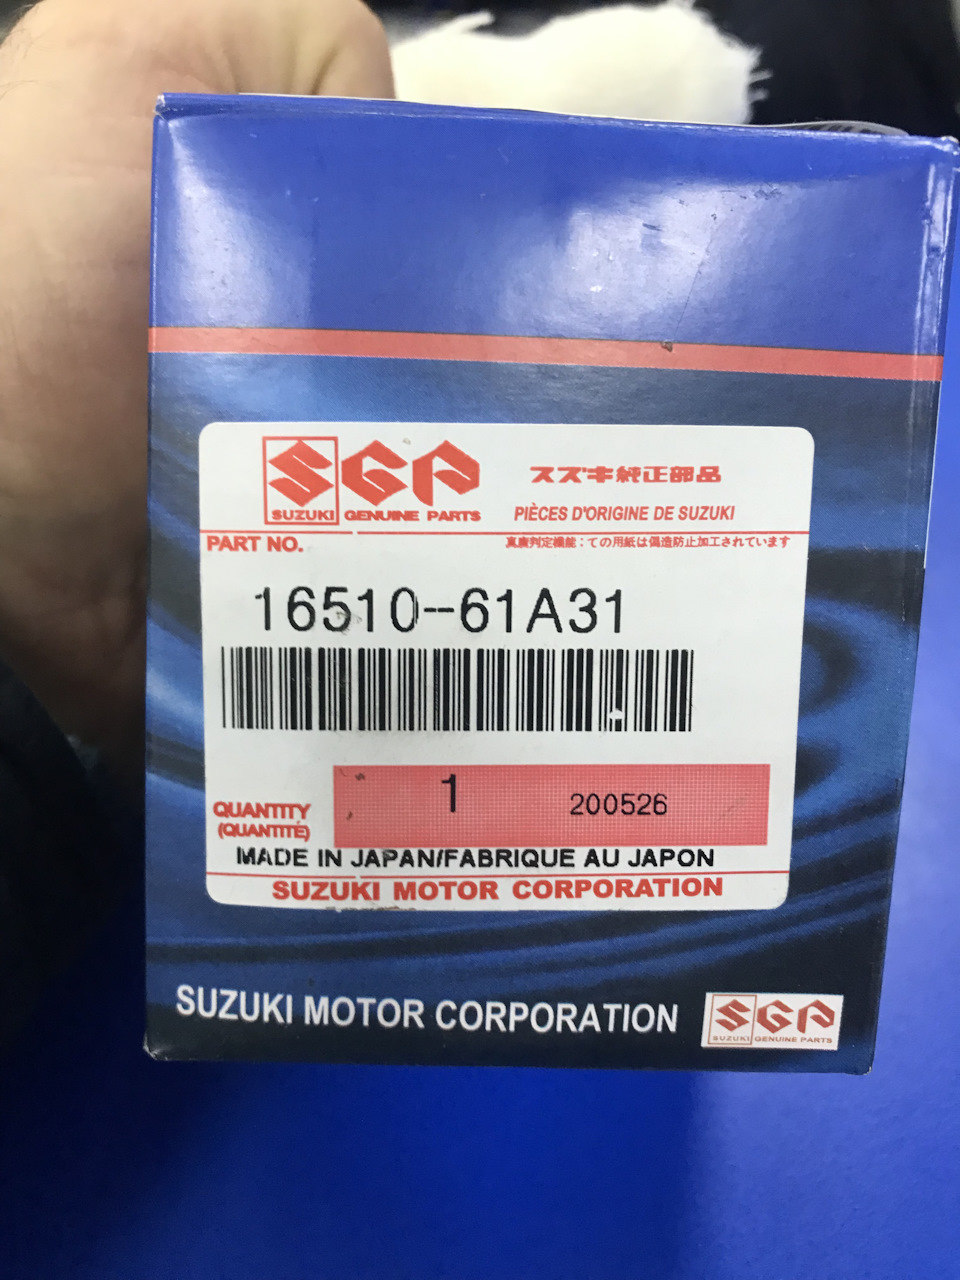 SUZUKI
SGP
GENUINE PARTS
スズキ純正部品
PIÈCES D'ORIGINE DE SUZUKI
PART NO.
真贋判定機能：ての用紙は偽造防止加工されています
16510-61A31
QUANTITY
(QUANTITÉ)
1
200526
MADE IN JAPAN/FABRIQUE AU JAPON
SUZUKI MOTOR CORPORATION
SUZUKI MOTOR CORPORATION
SUZUKI
SGP
GENUINE PARTS